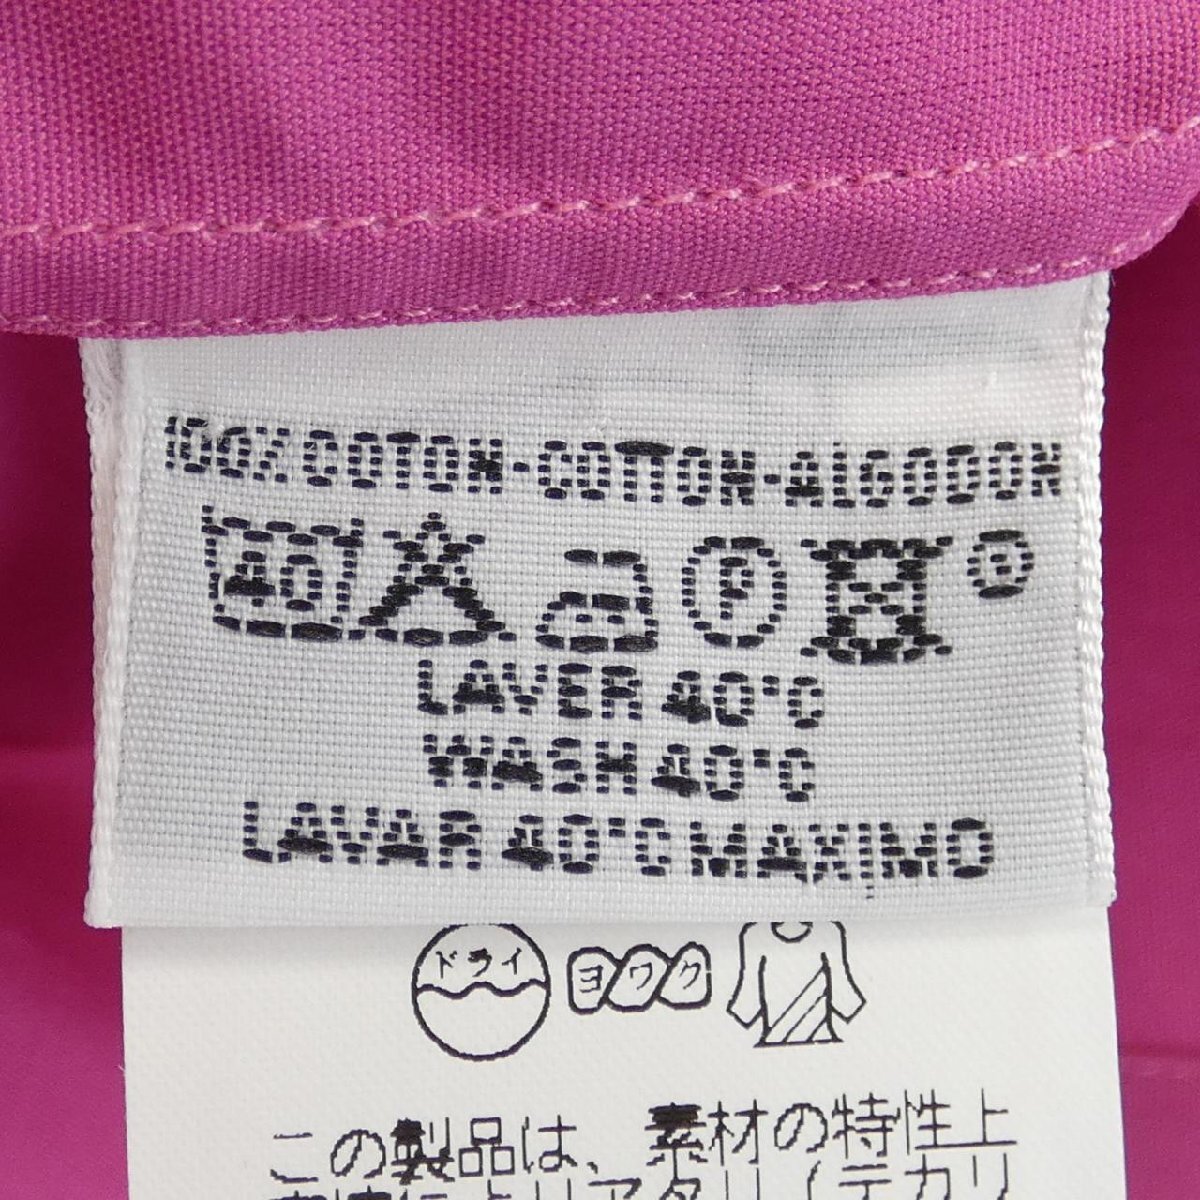 100% COTON-COTTON-ALGODON
40 P
LAVER 40°C
WASH 40°C
LAVAR 40°C MAXIMO
ドライ ヨワク
この製品は、素材の特性上